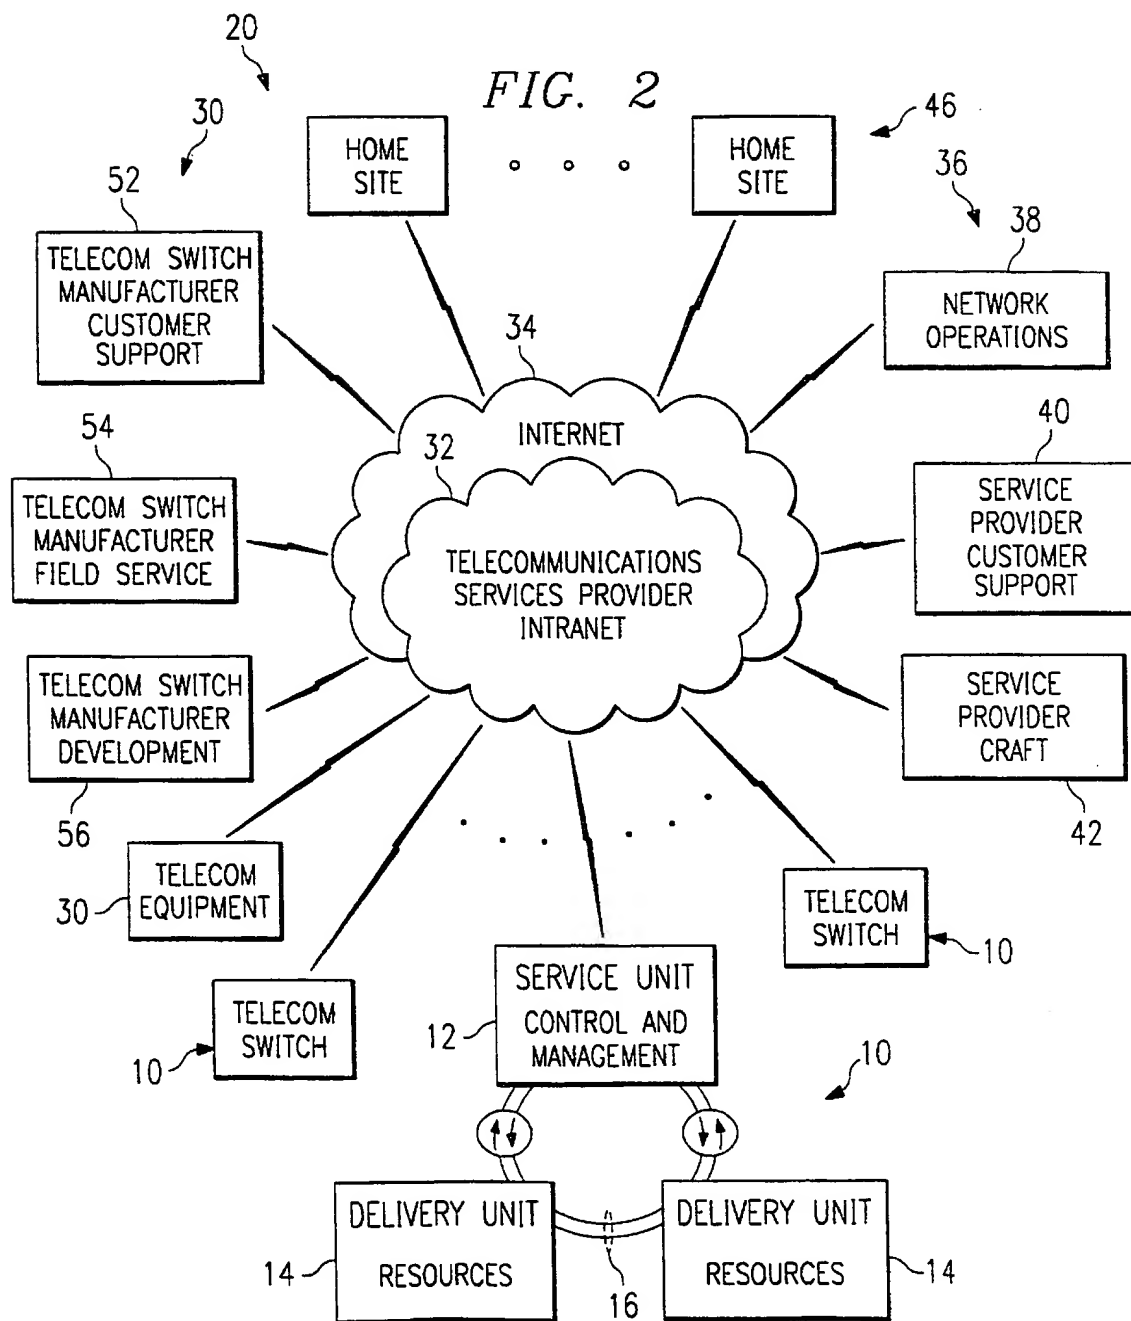 20
FIG. 2
30
46
HOME
SITE
HOME
SITE
36
52
38
TELECOM SWITCH
MANUFACTURER
CUSTOMER
SUPPORT
NETWORK
OPERATIONS
34
INTERNET
54
32
40
TELECOM SWITCH
MANUFACTURER
FIELD SERVICE
TELECOMMUNICATIONS
SERVICES PROVIDER
INTRANET
SERVICE
PROVIDER
CUSTOMER
SUPPORT
TELECOM SWITCH
MANUFACTURER
DEVELOPMENT
SERVICE
PROVIDER
CRAFT
56
42
TELECOM
EQUIPMENT
30
TELECOM
SWITCH
10
TELECOM
SWITCH
10
SERVICE UNIT
CONTROL AND
MANAGEMENT
12
10
DELIVERY UNIT
RESOURCES
14
DELIVERY UNIT
RESOURCES
14
16